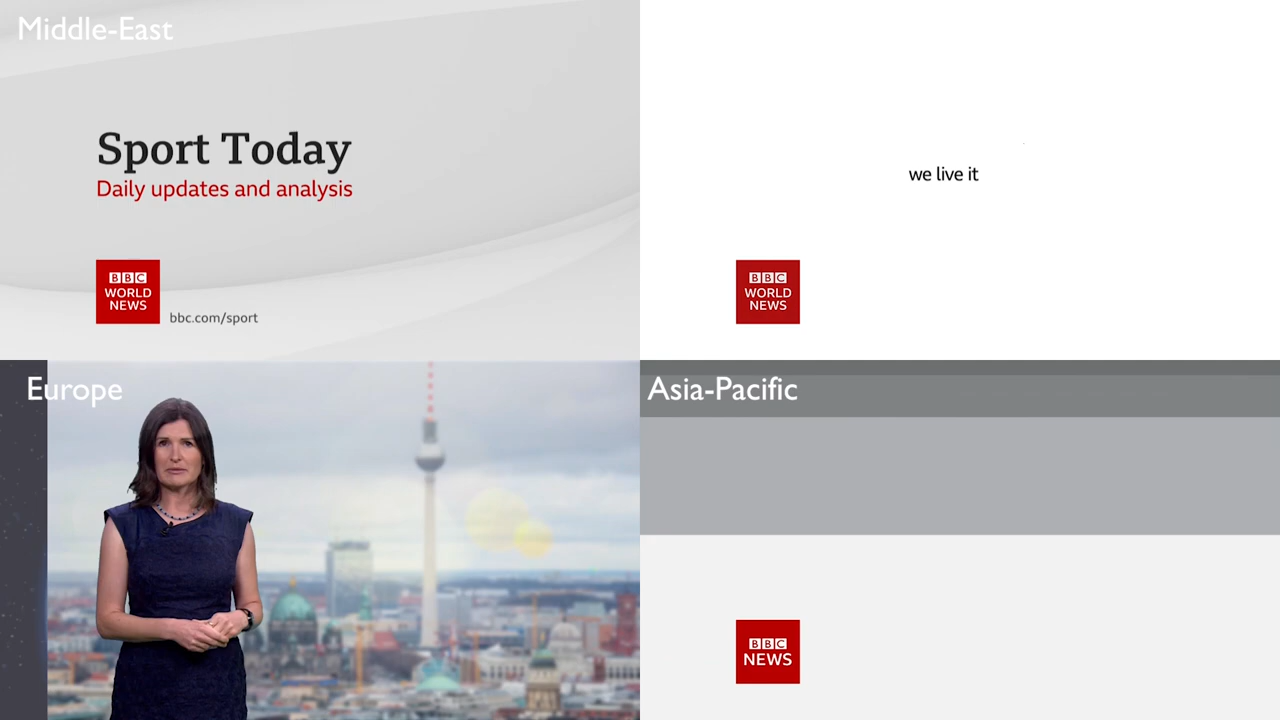 Middle-East
Sport Today
Daily updates and analysis
BBC
WORLD
NEWS
bbc.com/sport
we live it
BBC
WORLD
NEWS
Europe
Asia-Pacific
BBC
NEWS